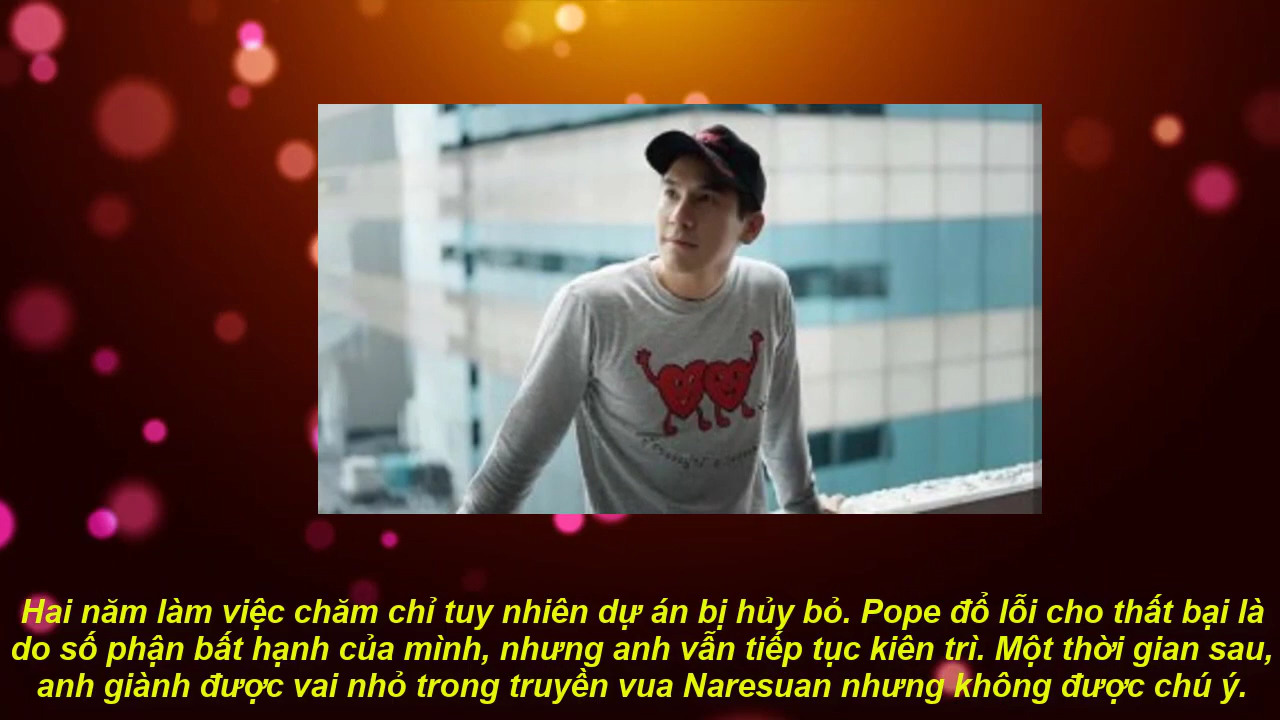 Hai năm làm việc chăm chỉ tuy nhiên dự án bị hủy bỏ. Pope đổ lỗi cho thất bại là
do số phận bất hạnh của mình, nhưng anh vẫn tiếp tục kiên trì. Một thời gian sau,
anh giành được vai nhỏ trong truyền vua Naresuan nhưng không được chú ý.